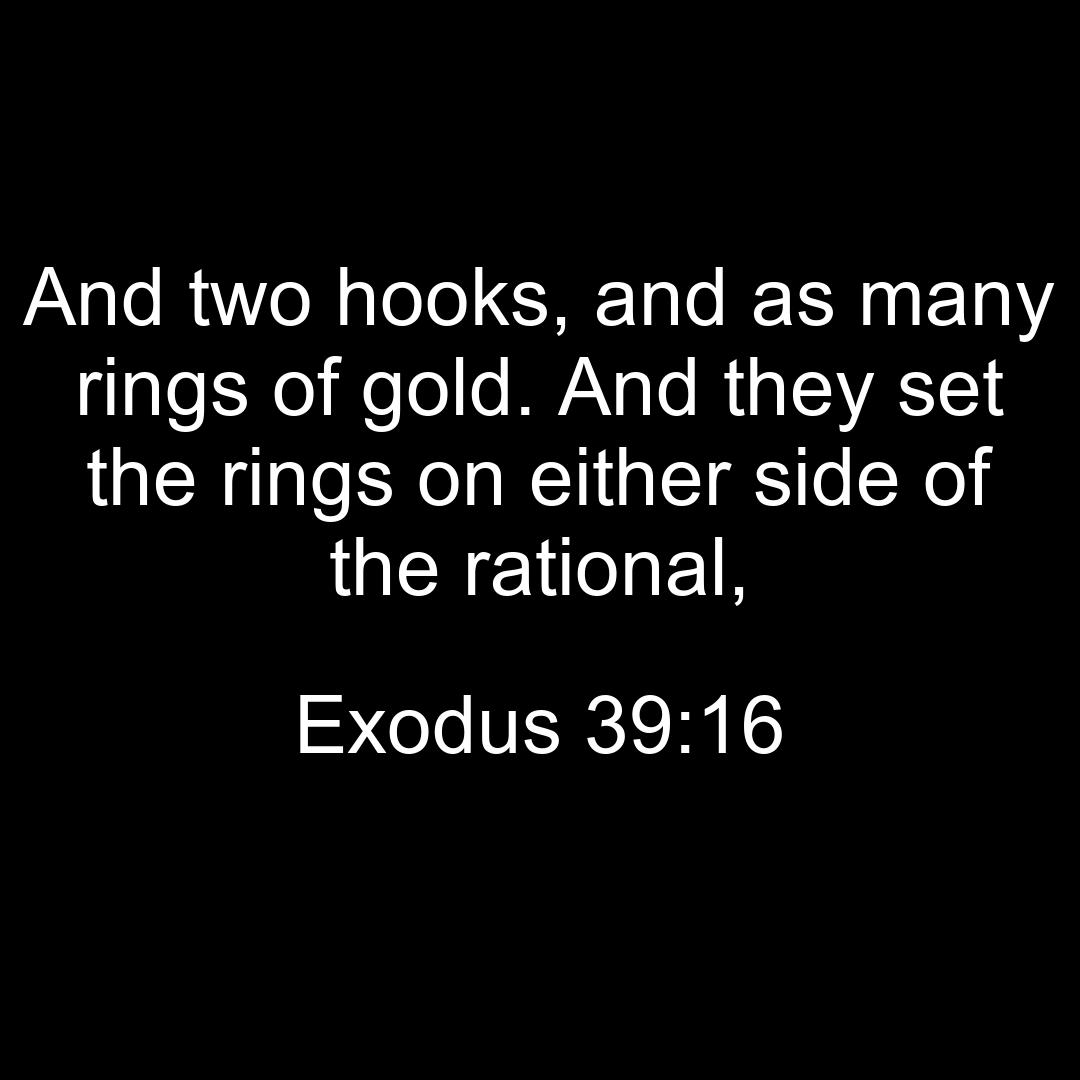 And two hooks, and as many
rings of gold. And they set
the rings on either side of
the rational,
Exodus 39:16